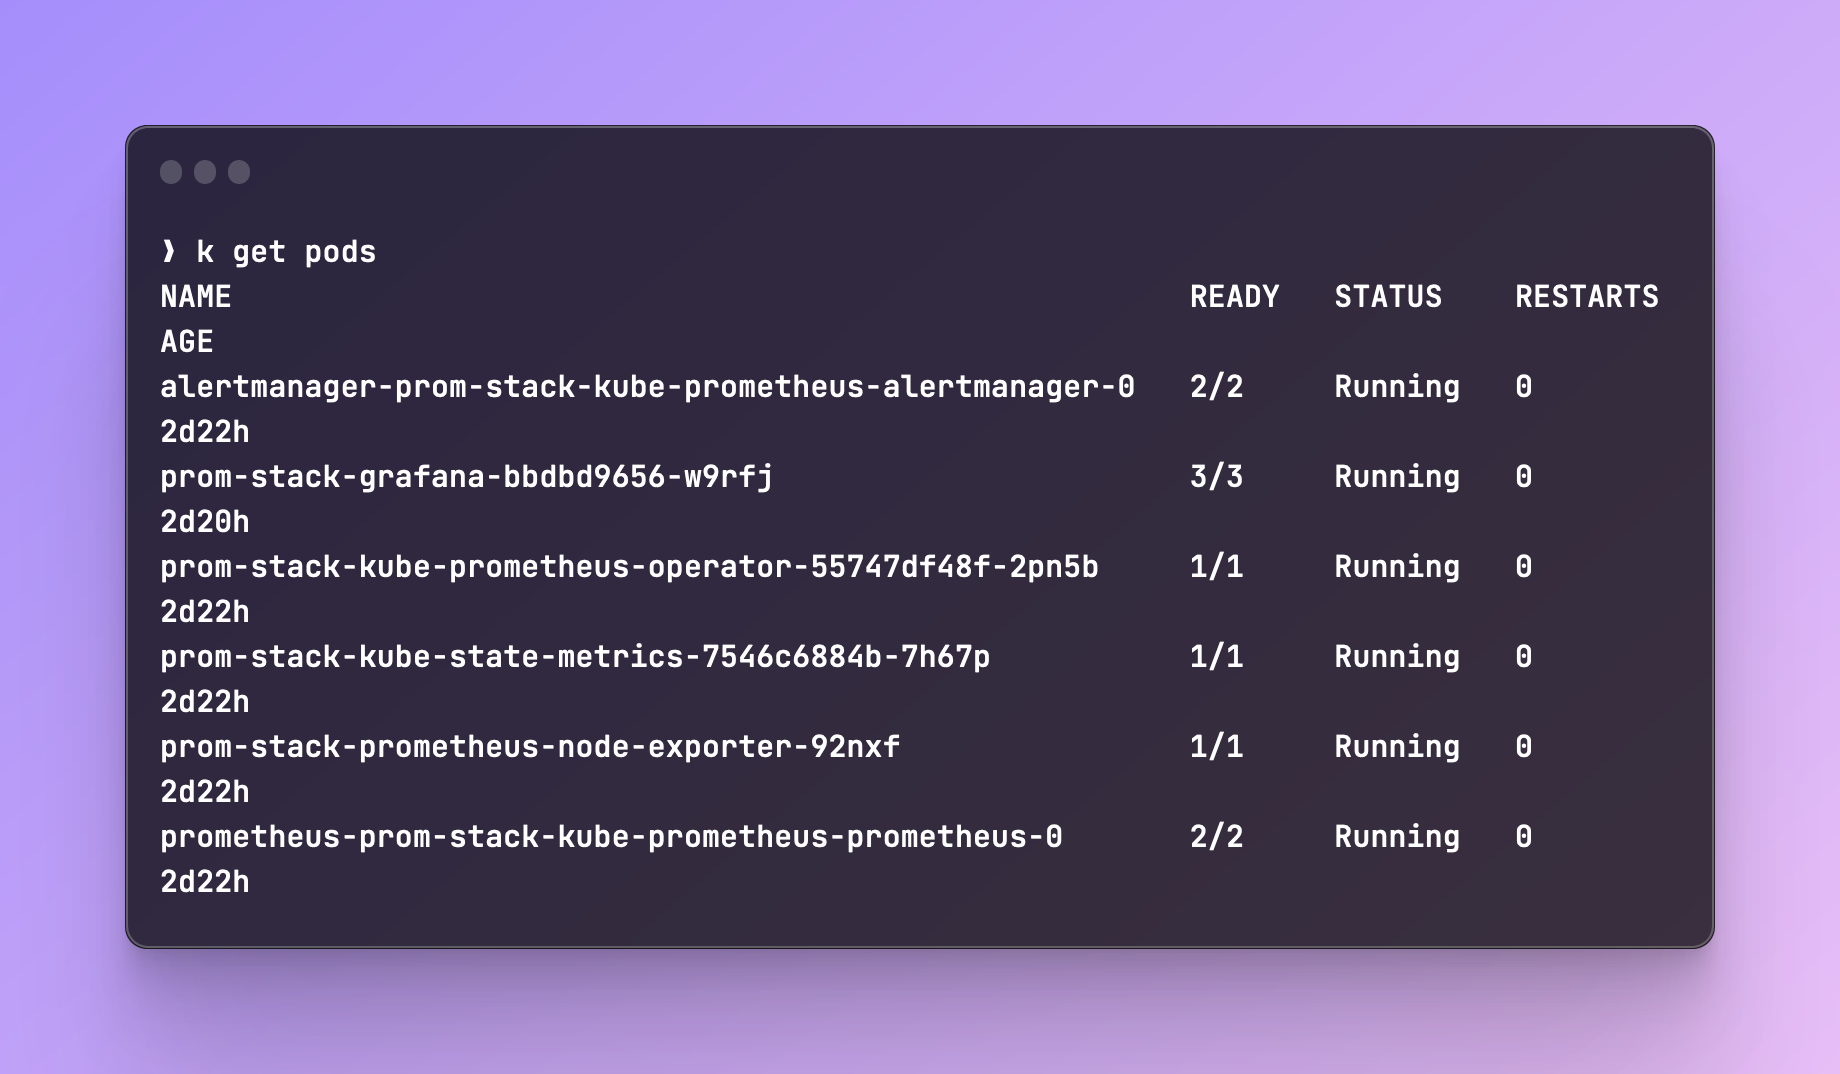 ❯ k get pods
NAME                                                     READY   STATUS    RESTARTS
AGE
alertmanager-prom-stack-kube-prometheus-alertmanager-0   2/2     Running   0
2d22h
prom-stack-grafana-bbdbd9656-w9rfj                       3/3     Running   0
2d20h
prom-stack-kube-prometheus-operator-55747df48f-2pn5b     1/1     Running   0
2d22h
prom-stack-kube-state-metrics-7546c6884b-7h67p           1/1     Running   0
2d22h
prom-stack-prometheus-node-exporter-92nxf                1/1     Running   0
2d22h
prometheus-prom-stack-kube-prometheus-prometheus-0       2/2     Running   0
2d22h